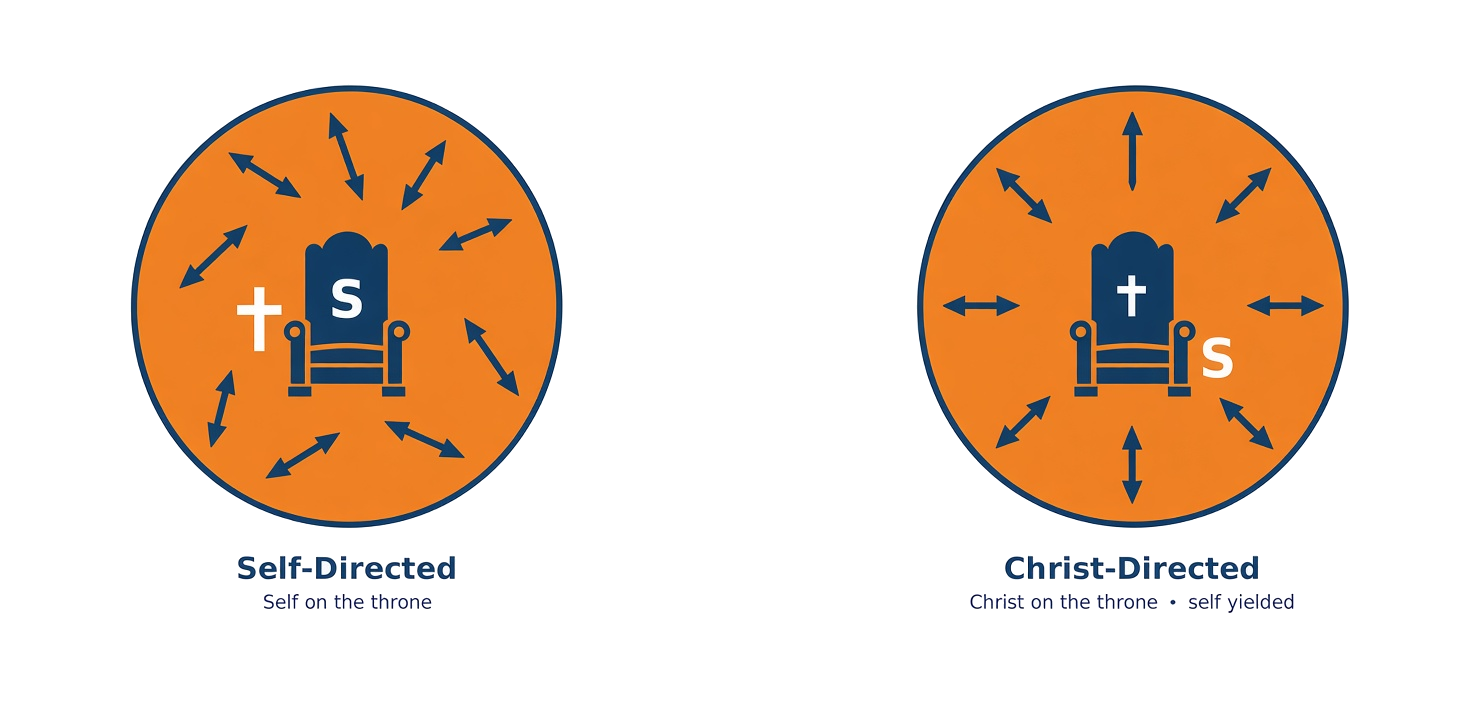 S
S
Self-Directed
Self on the throne
Christ-Directed
Christ on the throne • self yielded